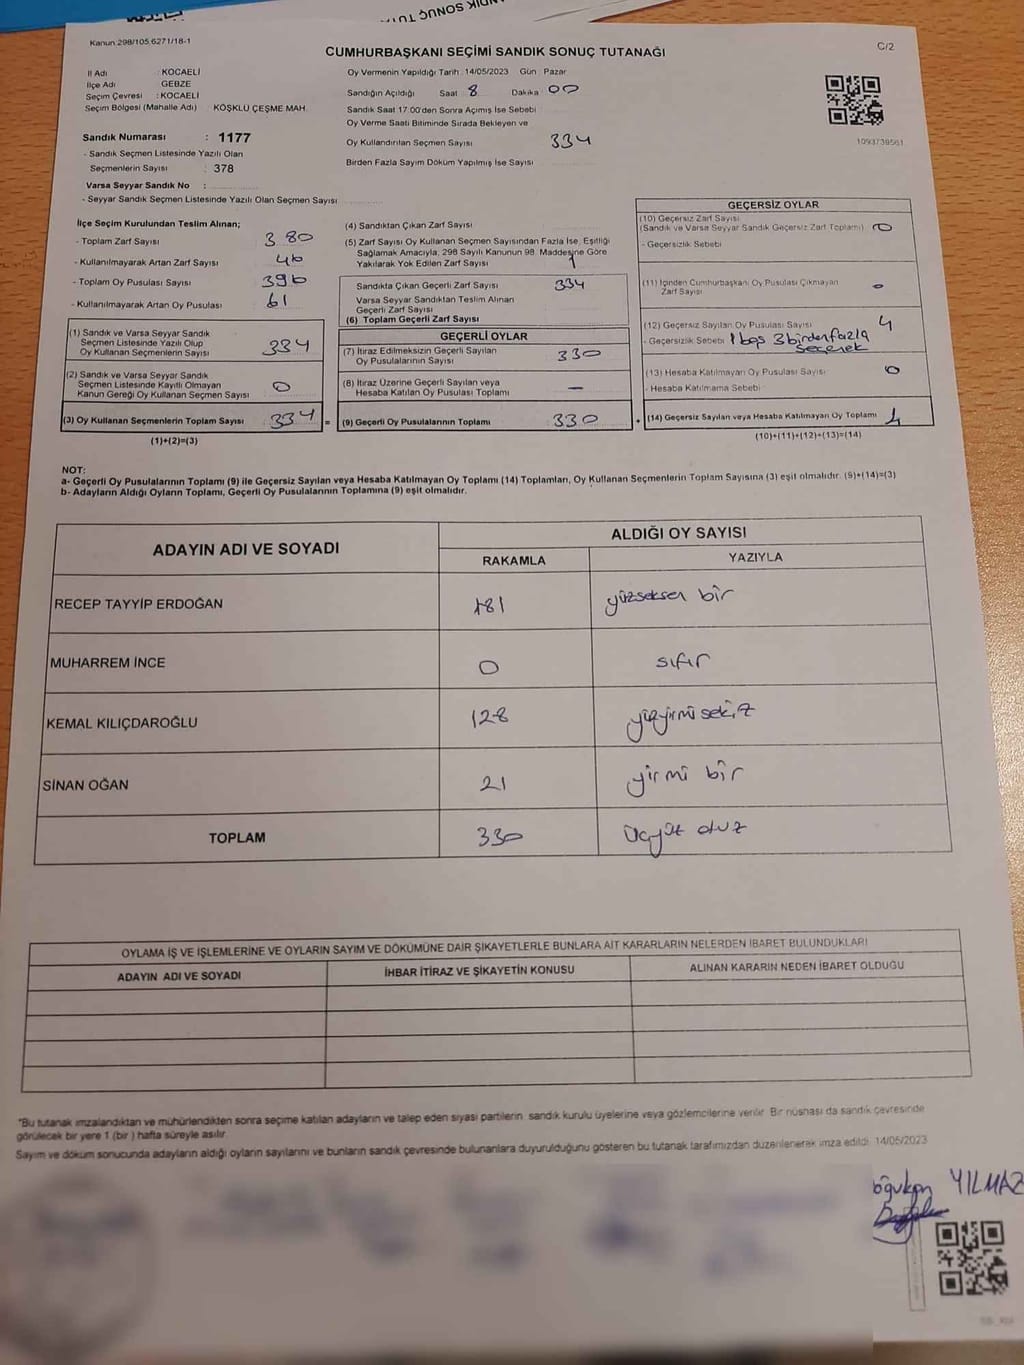 Kanun 298/105,6271/18-1
CUMHURBAŞKANI SEÇİMİ SANDIK SONUÇ TUTANAĞI
C/2
İl Adı : KOCAELİ
İlçe Adı : GEBZE
Seçim Çevresi : KOCAELİ
Seçim Bölgesi (Mahalle Adı) : KÖŞKLÜ ÇEŞME MAH.
Sandık Numarası : 1177
- Sandık Seçmen Listesinde Yazılı Olan
Seçmenlerin Sayısı : 378
Varsa Seyyar Sandık No :
- Seyyar Sandık Seçmen Listesinde Yazılı Olan Seçmen Sayısı
Oy Vermenin Yapıldığı Tarih : 14/05/2023 Gün : Pazar
Sandığın Açıldığı Saat 8 Dakika 00
Sandık Saat 17:00'den Sonra Açılmış İse Sebebi
Oy Verme Saati Bitiminde Sırada Bekleyen ve
Oy Kullandırılan Seçmen Sayısı 334
Birden Fazla Sayım Döküm Yapılmış İse Sayısı
1093739561
İlçe Seçim Kurulundan Teslim Alınan;
- Toplam Zarf Sayısı 380
- Kullanılmayarak Artan Zarf Sayısı 46
- Toplam Oy Pusulası Sayısı 396
- Kullanılmayarak Artan Oy Pusulası 61
(1) Sandık ve Varsa Seyyar Sandık
Seçmen Listesinde Yazılı Olup
Oy Kullanan Seçmenlerin Sayısı 334
(2) Sandık ve Varsa Seyyar Sandık
Seçmen Listesinde Kayıtlı Olmayan
Kanun Gereği Oy Kullanan Seçmen Sayısı 0
(3) Oy Kullanan Seçmenlerin Toplam Sayısı 334
(1)+(2)=(3)
(4) Sandıktan Çıkan Zarf Sayısı
(5) Zarf Sayısı Oy Kullanan Seçmen Sayısından Fazla İse, Eşitliği
Sağlamak Amacıyla, 298 Sayılı Kanunun 98. Maddesine Göre
Yakılarak Yok Edilen Zarf Sayısı 1
Sandıkta Çıkan Geçerli Zarf Sayısı 334
Varsa Seyyar Sandıktan Teslim Alınan
Geçerli Zarf Sayısı
(6) Toplam Geçerli Zarf Sayısı
GEÇERLİ OYLAR
(7) İtiraz Edilmeksizin Geçerli Sayılan
Oy Pusulalarının Sayısı 330
(8) İtiraz Üzerine Geçerli Sayılan veya
Hesaba Katılan Oy Pusulası Toplamı —
= (9) Geçerli Oy Pusulalarının Toplamı 330
GEÇERSİZ OYLAR
(10) Geçersiz Zarf Sayısı
(Sandık ve Varsa Seyyar Sandık Geçersiz Zarf Toplamı) 0
- Geçersizlik Sebebi
(11) İçinden Cumhurbaşkanı Oy Pusulası Çıkmayan
Zarf Sayısı 0
(12) Geçersiz Sayılan Oy Pusulası Sayısı 4
- Geçersizlik Sebebi 1 boş 3 birden fazla
seçenek
(13) Hesaba Katılmayan Oy Pusulası Sayısı 0
- Hesaba Katılmama Sebebi
+ (14) Geçersiz Sayılan veya Hesaba Katılmayan Oy Toplamı 4
(10)+(11)+(12)+(13)=(14)
NOT:
a- Geçerli Oy Pusulalarının Toplamı (9) ile Geçersiz Sayılan veya Hesaba Katılmayan Oy Toplamı (14) Toplamları, Oy Kullanan Seçmenlerin Toplam Sayısına (3) eşit olmalıdır. (9)+(14)=(3)
b- Adayların Aldığı Oyların Toplamı, Geçerli Oy Pusulalarının Toplamına (9) eşit olmalıdır.
ADAYIN ADI VE SOYADI
ALDIĞI OY SAYISI
RAKAMLA YAZIYLA
RECEP TAYYİP ERDOĞAN 181 yüzseksen bir
MUHARREM İNCE 0 sıfır
KEMAL KILIÇDAROĞLU 128 yüzyirmi sekiz
SİNAN OĞAN 21 yirmi bir
TOPLAM 330 üçyüz otuz
OYLAMA İŞ VE İŞLEMLERİNE VE OYLARIN SAYIM VE DÖKÜMÜNE DAİR ŞİKAYETLERLE BUNLARA AİT KARARLARIN NELERDEN İBARET BULUNDUKLARI
ADAYIN ADI VE SOYADI İHBAR İTİRAZ VE ŞİKAYETİN KONUSU ALINAN KARARIN NEDEN İBARET OLDUĞU
"Bu tutanak imzalandıktan ve mühürlendikten sonra seçime katılan adayların ve talep eden siyasi partilerin sandık kurulu üyelerine veya gözlemcilerine verilir. Bir nüshası da sandık çevresinde
görülecek bir yere 1 (bir ) hafta süreyle asılır.
Sayım ve döküm sonucunda adayların aldığı oyların sayılarını ve bunların sandık çevresinde bulunanlara duyurulduğunu gösteren bu tutanak tarafımızdan düzenlenerek imza edildi. 14/05/2023
YILMAZ